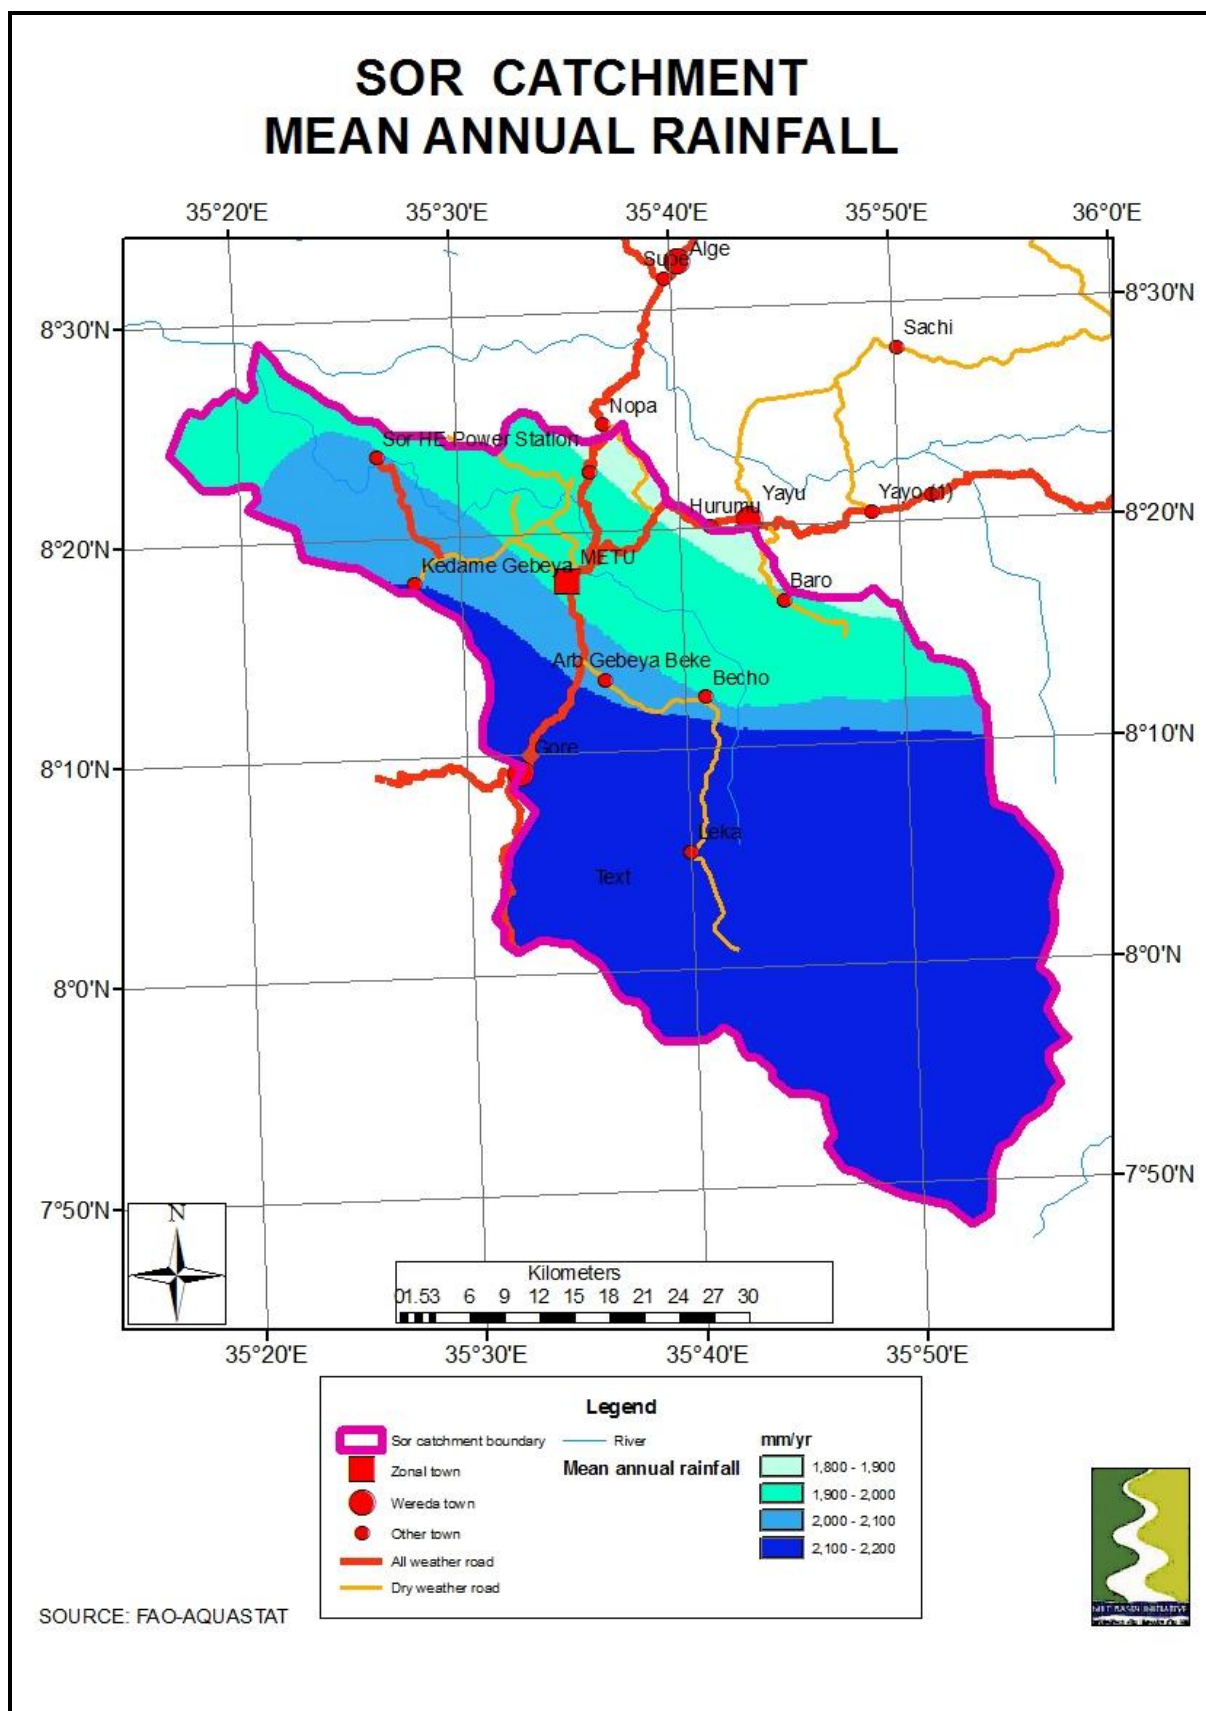 SOR CATCHMENT
MEAN ANNUAL RAINFALL
35°20'E 35°30'E 35°40'E 35°50'E 36°0'E
Alge
Supe
8°30'N
8°30'N
Sachi
Nopa
Sor HE Power Station
Yayu
Yayo (1)
Hurumu
8°20'N
8°20'N
METU
Kedame Gebeya
Baro
Arb Gebeya Beke
Becho
8°10'N
Gore
8°10'N
Leka
Text
8°0'N
8°0'N
7°50'N
7°50'N
N
Kilometers
0 1.5 3 6 9 12 15 18 21 24 27 30
35°20'E 35°30'E 35°40'E 35°50'E
Legend
Sor catchment boundary
Zonal town
Wereda town
Other town
All weather road
Dry weather road
River
Mean annual rainfall
mm/yr
1,800 - 1,900
1,900 - 2,000
2,000 - 2,100
2,100 - 2,200
SOURCE: FAO-AQUASTAT